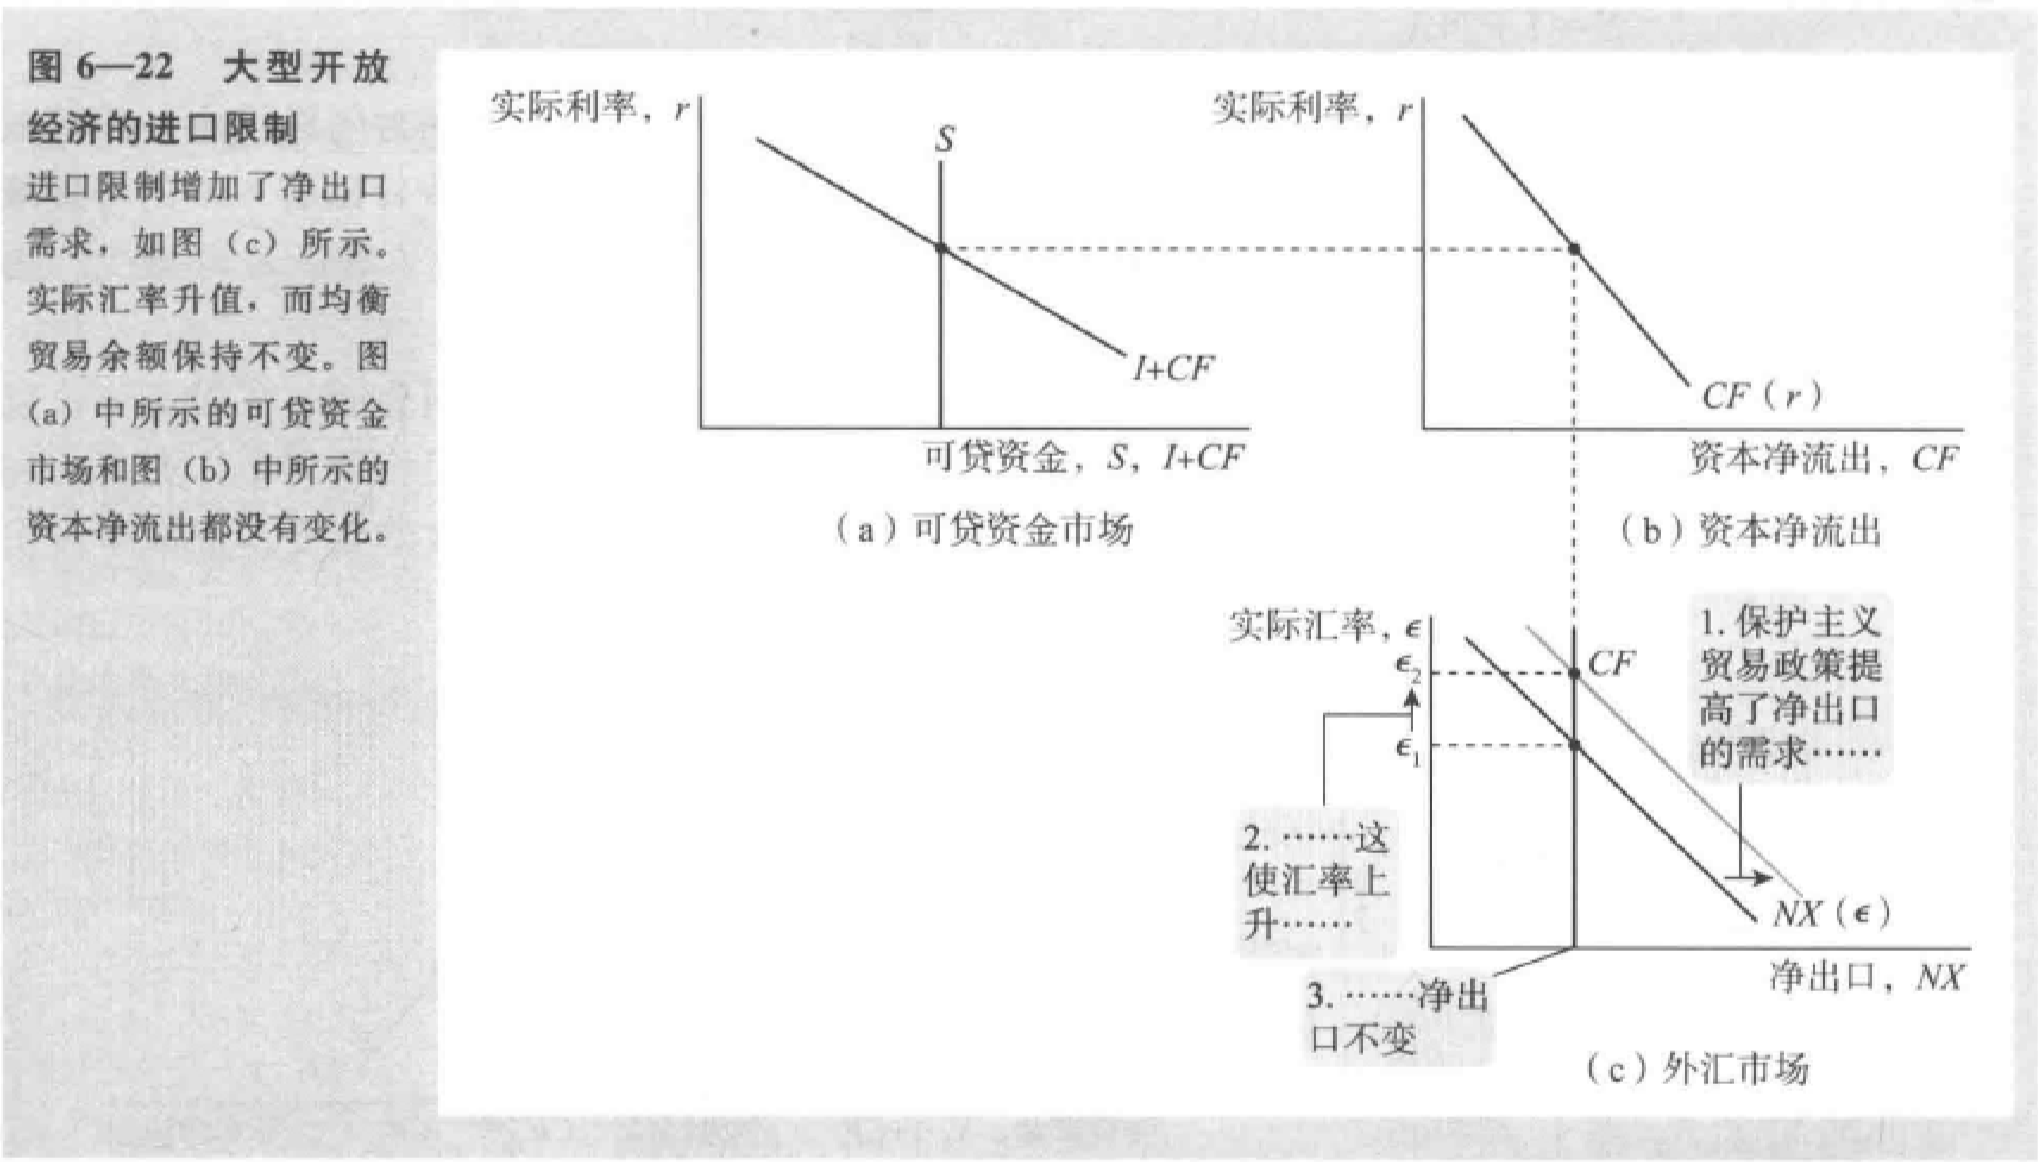 图 6—22 大型开放
经济的进口限制
进口限制增加了净出口
需求，如图（c）所示。
实际汇率升值，而均衡
贸易余额保持不变。图
（a）中所示的可贷资金
市场和图（b）中所示的
资本净流出都没有变化。
实际利率，r
S
I+CF
可贷资金，S，I+CF
（a）可贷资金市场
实际利率，r
CF（r）
资本净流出，CF
（b）资本净流出
实际汇率，ϵ
ϵ₂
ϵ₁
CF
1. 保护主义
贸易政策提
高了净出口
的需求……
2. ……这
使汇率上
升……
NX（ϵ）
净出口，NX
3. ……净出
口不变
（c）外汇市场